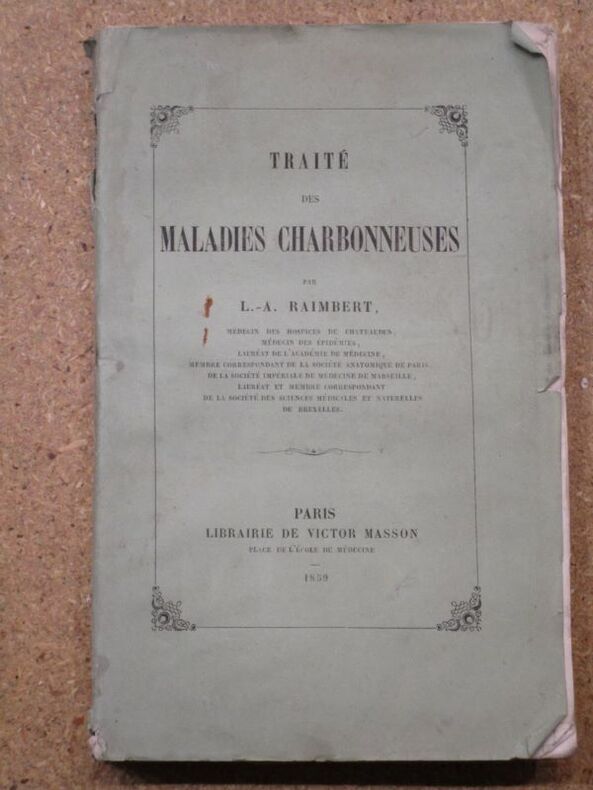 TRAITÉ
DES
MALADIES CHARBONNEUSES
PAR
L.-A. RAIMBERT,
MÉDECIN DES HOSPICES DE CHATEAUDUN,
MÉDECIN DES ÉPIDÉMIES,
LAURÉAT DE L'ACADÉMIE DE MÉDECINE,
MEMBRE CORRESPONDANT DE LA SOCIÉTÉ ANATOMIQUE DE PARIS
DE LA SOCIÉTÉ IMPÉRIALE DE MÉDECINE DE MARSEILLE,
LAURÉAT ET MEMBRE CORRESPONDANT
DE LA SOCIÉTÉ DES SCIENCES MÉDICALES ET NATURELLES
DE BRUXELLES.
PARIS
LIBRAIRIE DE VICTOR MASSON
PLACE DE L'ÉCOLE DE MÉDECINE
1859